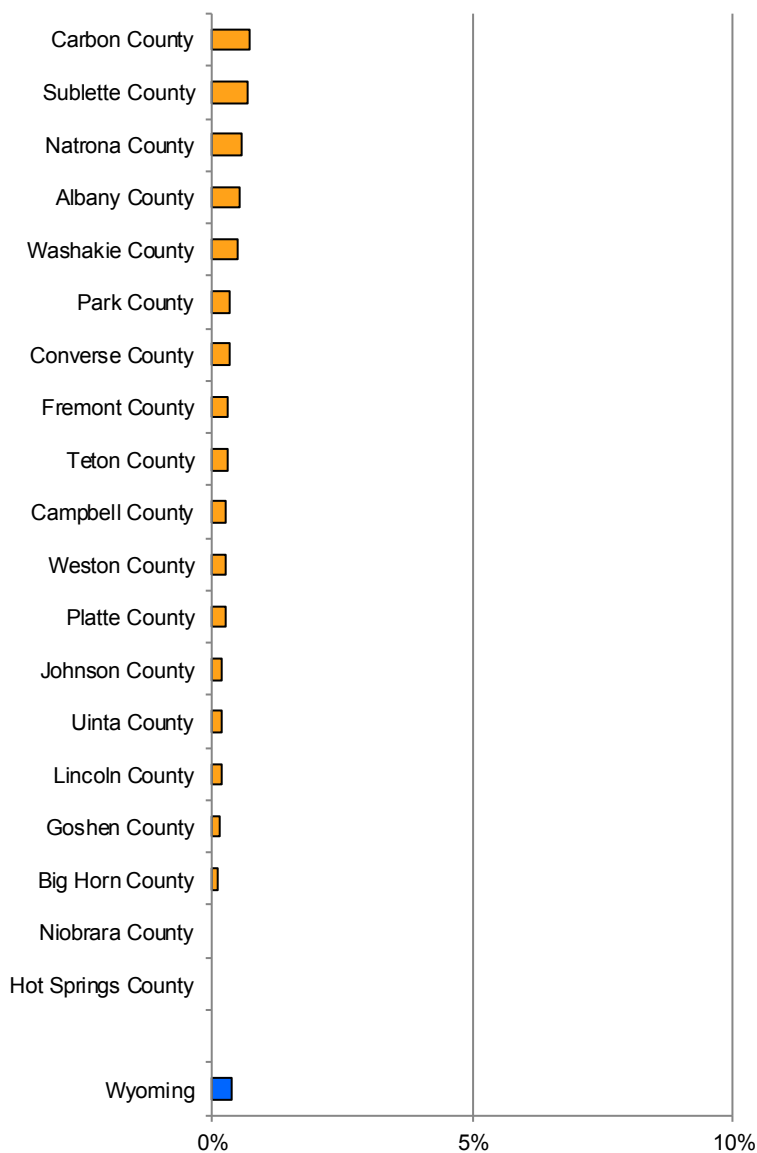 Carbon County
Sublette County
Natrona County
Albany County
Washakie County
Park County
Converse County
Fremont County
Teton County
Campbell County
Weston County
Platte County
Johnson County
Uinta County
Lincoln County
Goshen County
Big Horn County
Niobrara County
Hot Springs County
Wyoming
0% 5% 10%